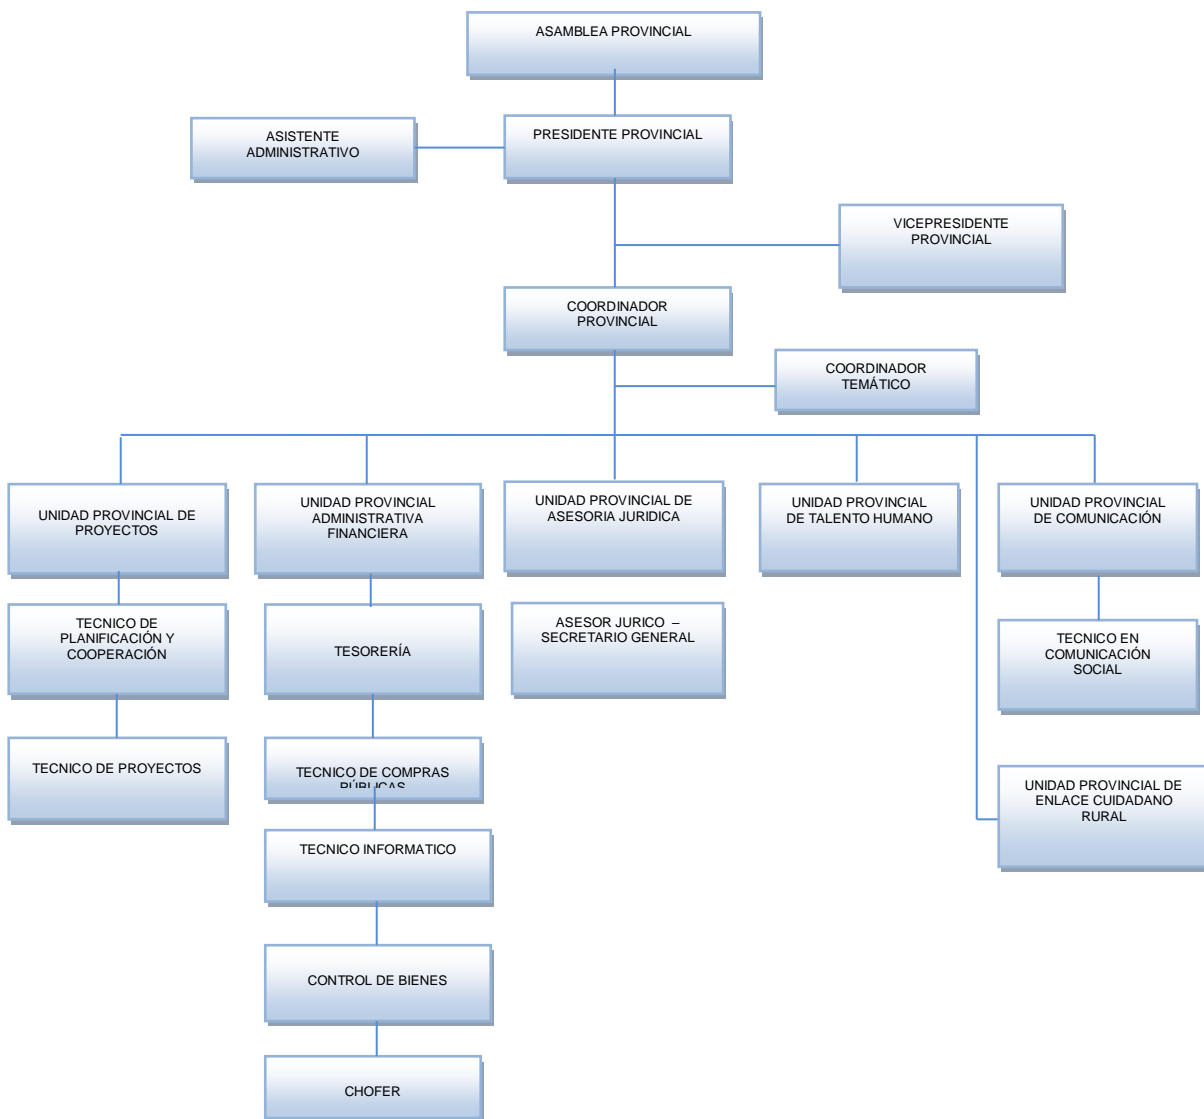 ASAMBLEA PROVINCIAL
ASISTENTE
ADMINISTRATIVO
PRESIDENTE PROVINCIAL
VICEPRESIDENTE
PROVINCIAL
COORDINADOR
PROVINCIAL
COORDINADOR
TEMÁTICO
UNIDAD PROVINCIAL DE
PROYECTOS
UNIDAD PROVINCIAL
ADMINISTRATIVA
FINANCIERA
UNIDAD PROVINCIAL DE
ASESORIA JURIDICA
UNIDAD PROVINCIAL
DE TALENTO HUMANO
UNIDAD PROVINCIAL
DE COMUNICACIÓN
TECNICO DE
PLANIFICACIÓN Y
COOPERACIÓN
TESORERÍA
ASESOR JURICO –
SECRETARIO GENERAL
TECNICO EN
COMUNICACIÓN
SOCIAL
TECNICO DE PROYECTOS
TECNICO DE COMPRAS
PÚBLICAS
UNIDAD PROVINCIAL DE
ENLACE CUIDADANO
RURAL
TECNICO INFORMATICO
CONTROL DE BIENES
CHOFER